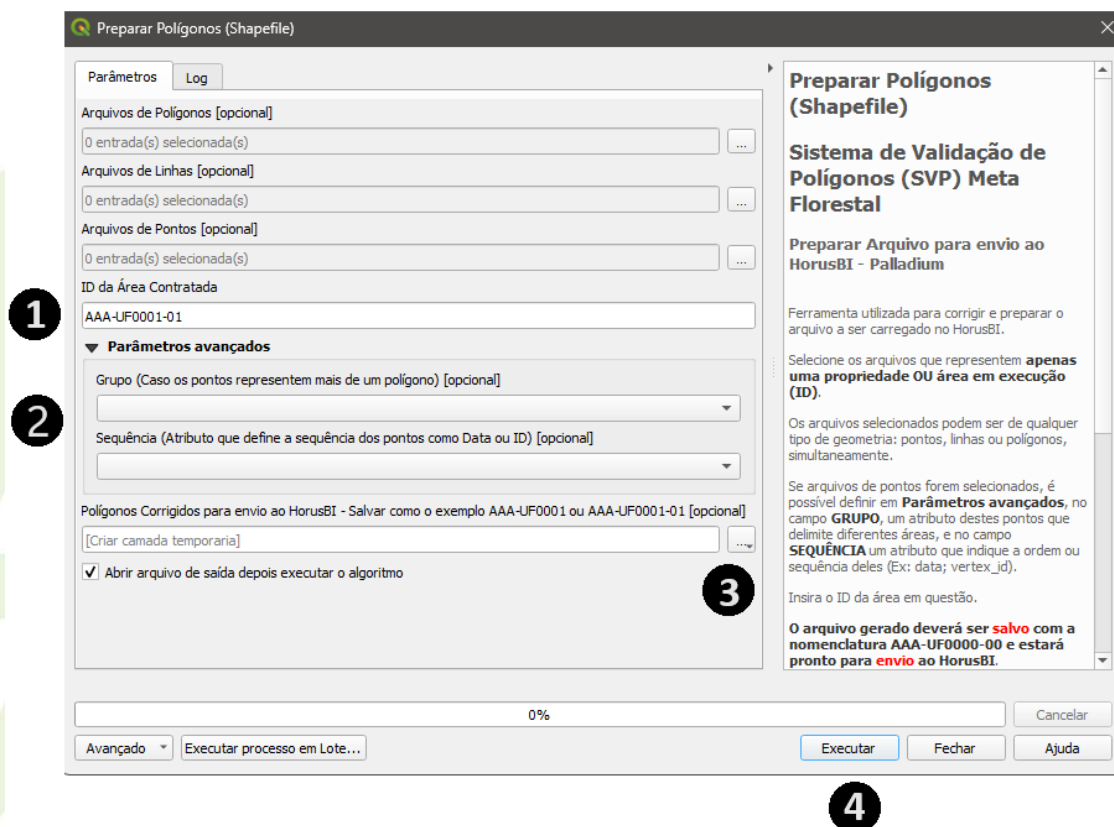 Preparar Polígonos (Shapefile)
Parâmetros
Log
Arquivos de Polígonos [opcional]
0 entrada(s) selecionada(s)
...
Arquivos de Linhas [opcional]
0 entrada(s) selecionada(s)
...
Arquivos de Pontos [opcional]
0 entrada(s) selecionada(s)
...
ID da Área Contratada
1
AAA-UF0001-01
Parâmetros avançados
Grupo (Caso os pontos representem mais de um polígono) [opcional]
2
Sequência (Atributo que define a sequência dos pontos como Data ou ID) [opcional]
Polígonos Corrigidos para envio ao HorusBI - Salvar como o exemplo AAA-UF0001 ou AAA-UF0001-01 [opcional]
[Criar camada temporaria]
...
Abrir arquivo de saída depois executar o algoritmo
3
Preparar Polígonos
(Shapefile)
Sistema de Validação de
Polígonos (SVP) Meta
Florestal
Preparar Arquivo para envio ao
HorusBI - Palladium
Ferramenta utilizada para corrigir e preparar o
arquivo a ser carregado no HorusBI.
Selecione os arquivos que representem apenas
uma propriedade OU área em execução
(ID).
Os arquivos selecionados podem ser de qualquer
tipo de geometria: pontos, linhas ou polígonos,
simultaneamente.
Se arquivos de pontos forem selecionados, é
possível definir em Parâmetros avançados, no
campo GRUPO, um atributo destes pontos que
delimite diferentes áreas, e no campo
SEQUÊNCIA um atributo que indique a ordem ou
sequência deles (Ex: data; vertex_id).
Insira o ID da área em questão.
O arquivo gerado deverá ser salvo com a
nomenclatura AAA-UF0000-00 e estará
pronto para envio ao HorusBI.
0%
Cancelar
Avançado
Executar processo em Lote...
Executar
Fechar
Ajuda
4